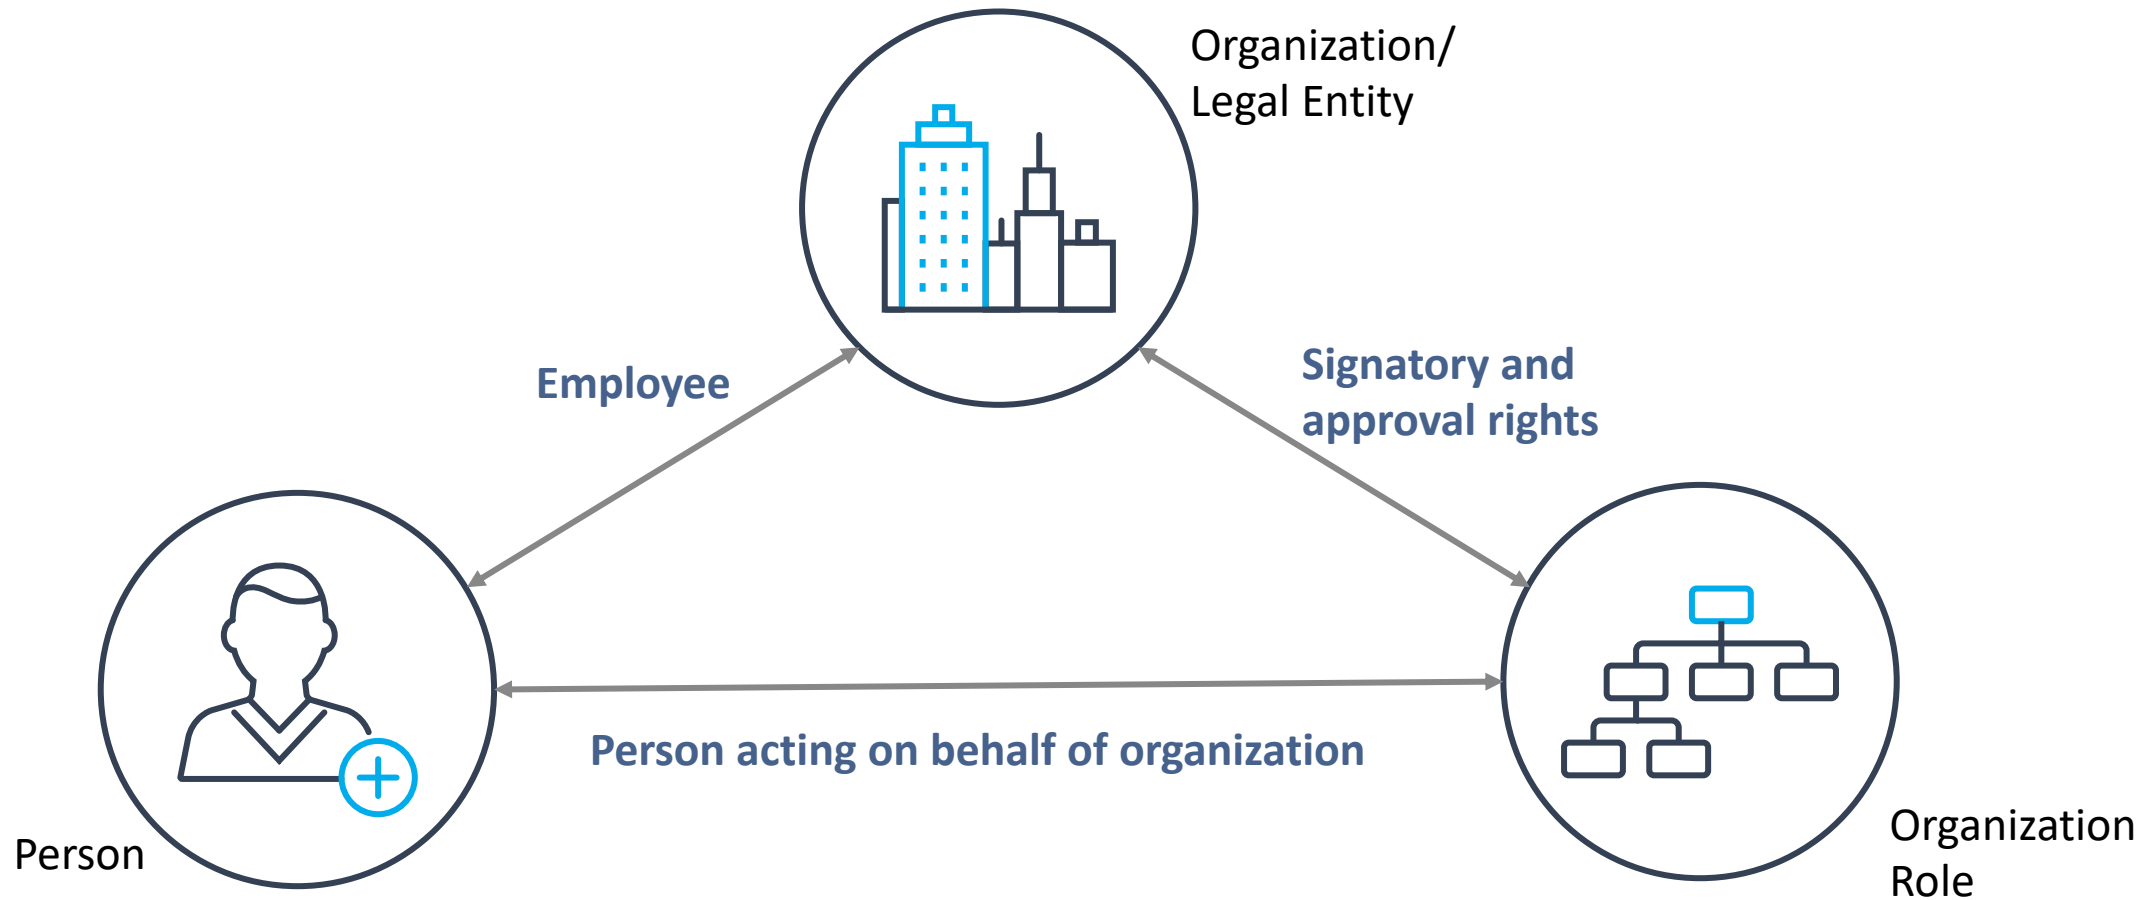 Organization/
Legal Entity
Employee
Signatory and
approval rights
Person acting on behalf of organization
Person
Organization
Role